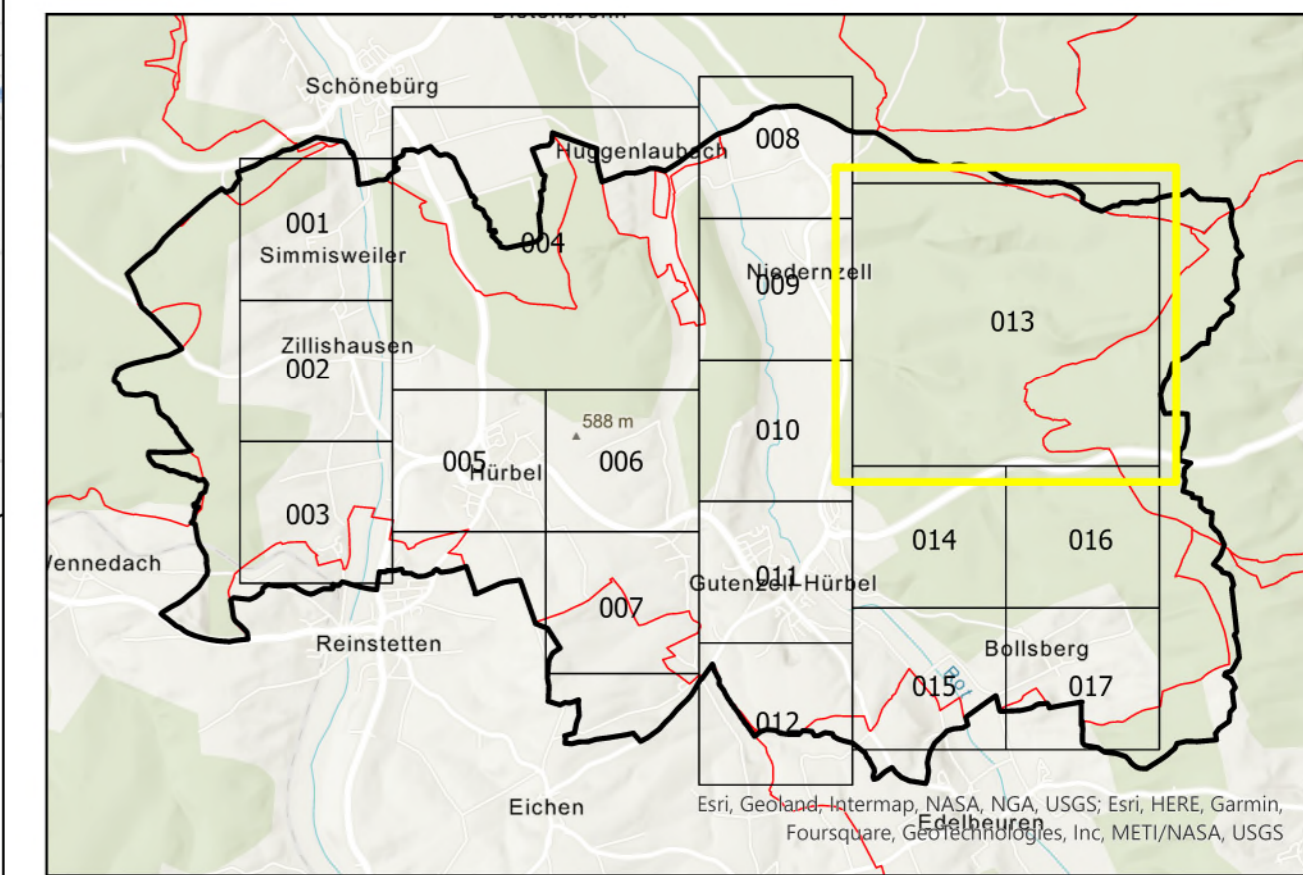 Schönebürg
Huggenlaubach
008
001
Simmisweiler
004
Niedernzell
009
013
Zillishausen
002
588 m
010
005
Hürbel
006
003
014
016
Gutenzell-Hürbel
011
007
Reinstetten
Bollsberg
015
Rot
017
012
Eichen
Esri, Geoland, Intermap, NASA, NGA, USGS; Esri, HERE, Garmin,
Edelbeuren
Foursquare, GeoTechnologies, Inc, METI/NASA, USGS